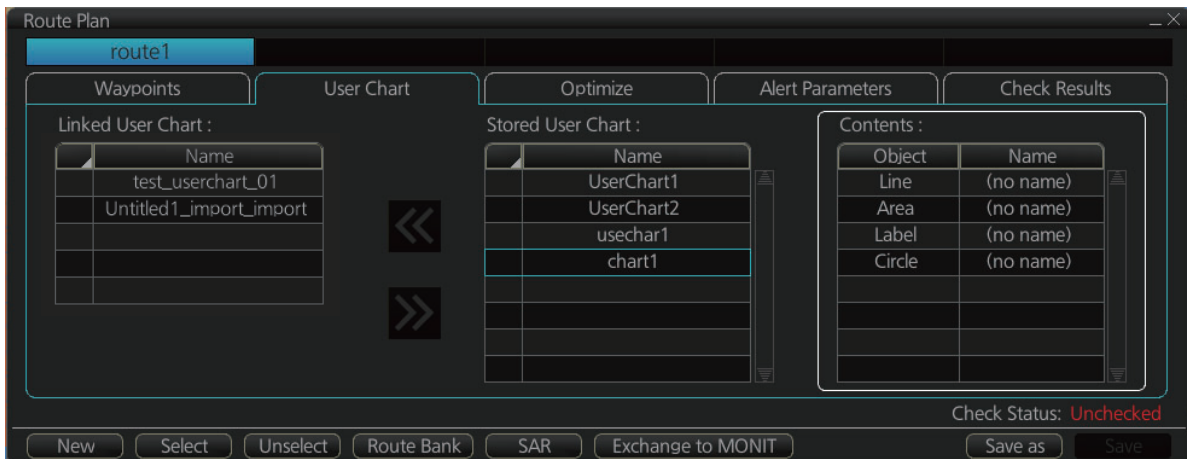 Route Plan
route1
Waypoints User Chart Optimize Alert Parameters Check Results
Linked User Chart : Stored User Chart : Contents :
Name Name Object Name
test_userchart_01 UserChart1 Line (no name)
Untitled1_import_import UserChart2 Area (no name)
usechar1 Label (no name)
chart1 Circle (no name)
Check Status: Unchecked
New Select Unselect Route Bank SAR Exchange to MONIT Save as Save